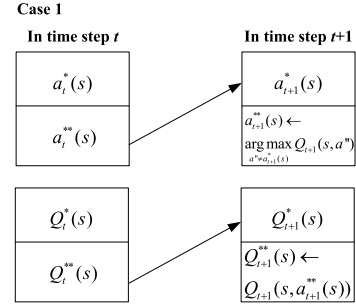 Case 1
In time step t
In time step t+1
a*_t(s)
a**_t(s)
a*_{t+1}(s)
a**_{t+1}(s) ←
arg max Q_{t+1}(s, a'')
a''≠a*_{t+1}(s)
Q*_t(s)
Q**_t(s)
Q*_{t+1}(s)
Q**_{t+1}(s) ←
Q_{t+1}(s, a**_{t+1}(s))